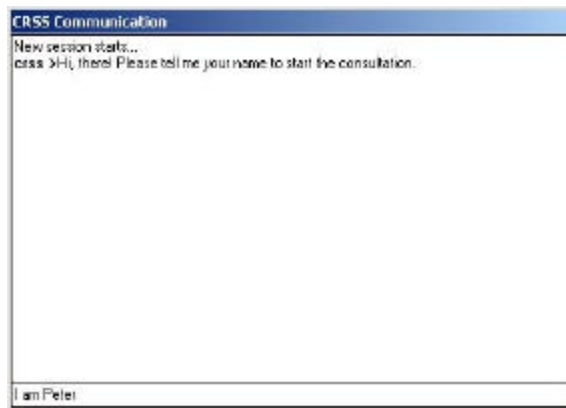 CRSS Communication
New session starts...
crss >Hi, there! Please tell me your name to start the consultation.
I am Peter